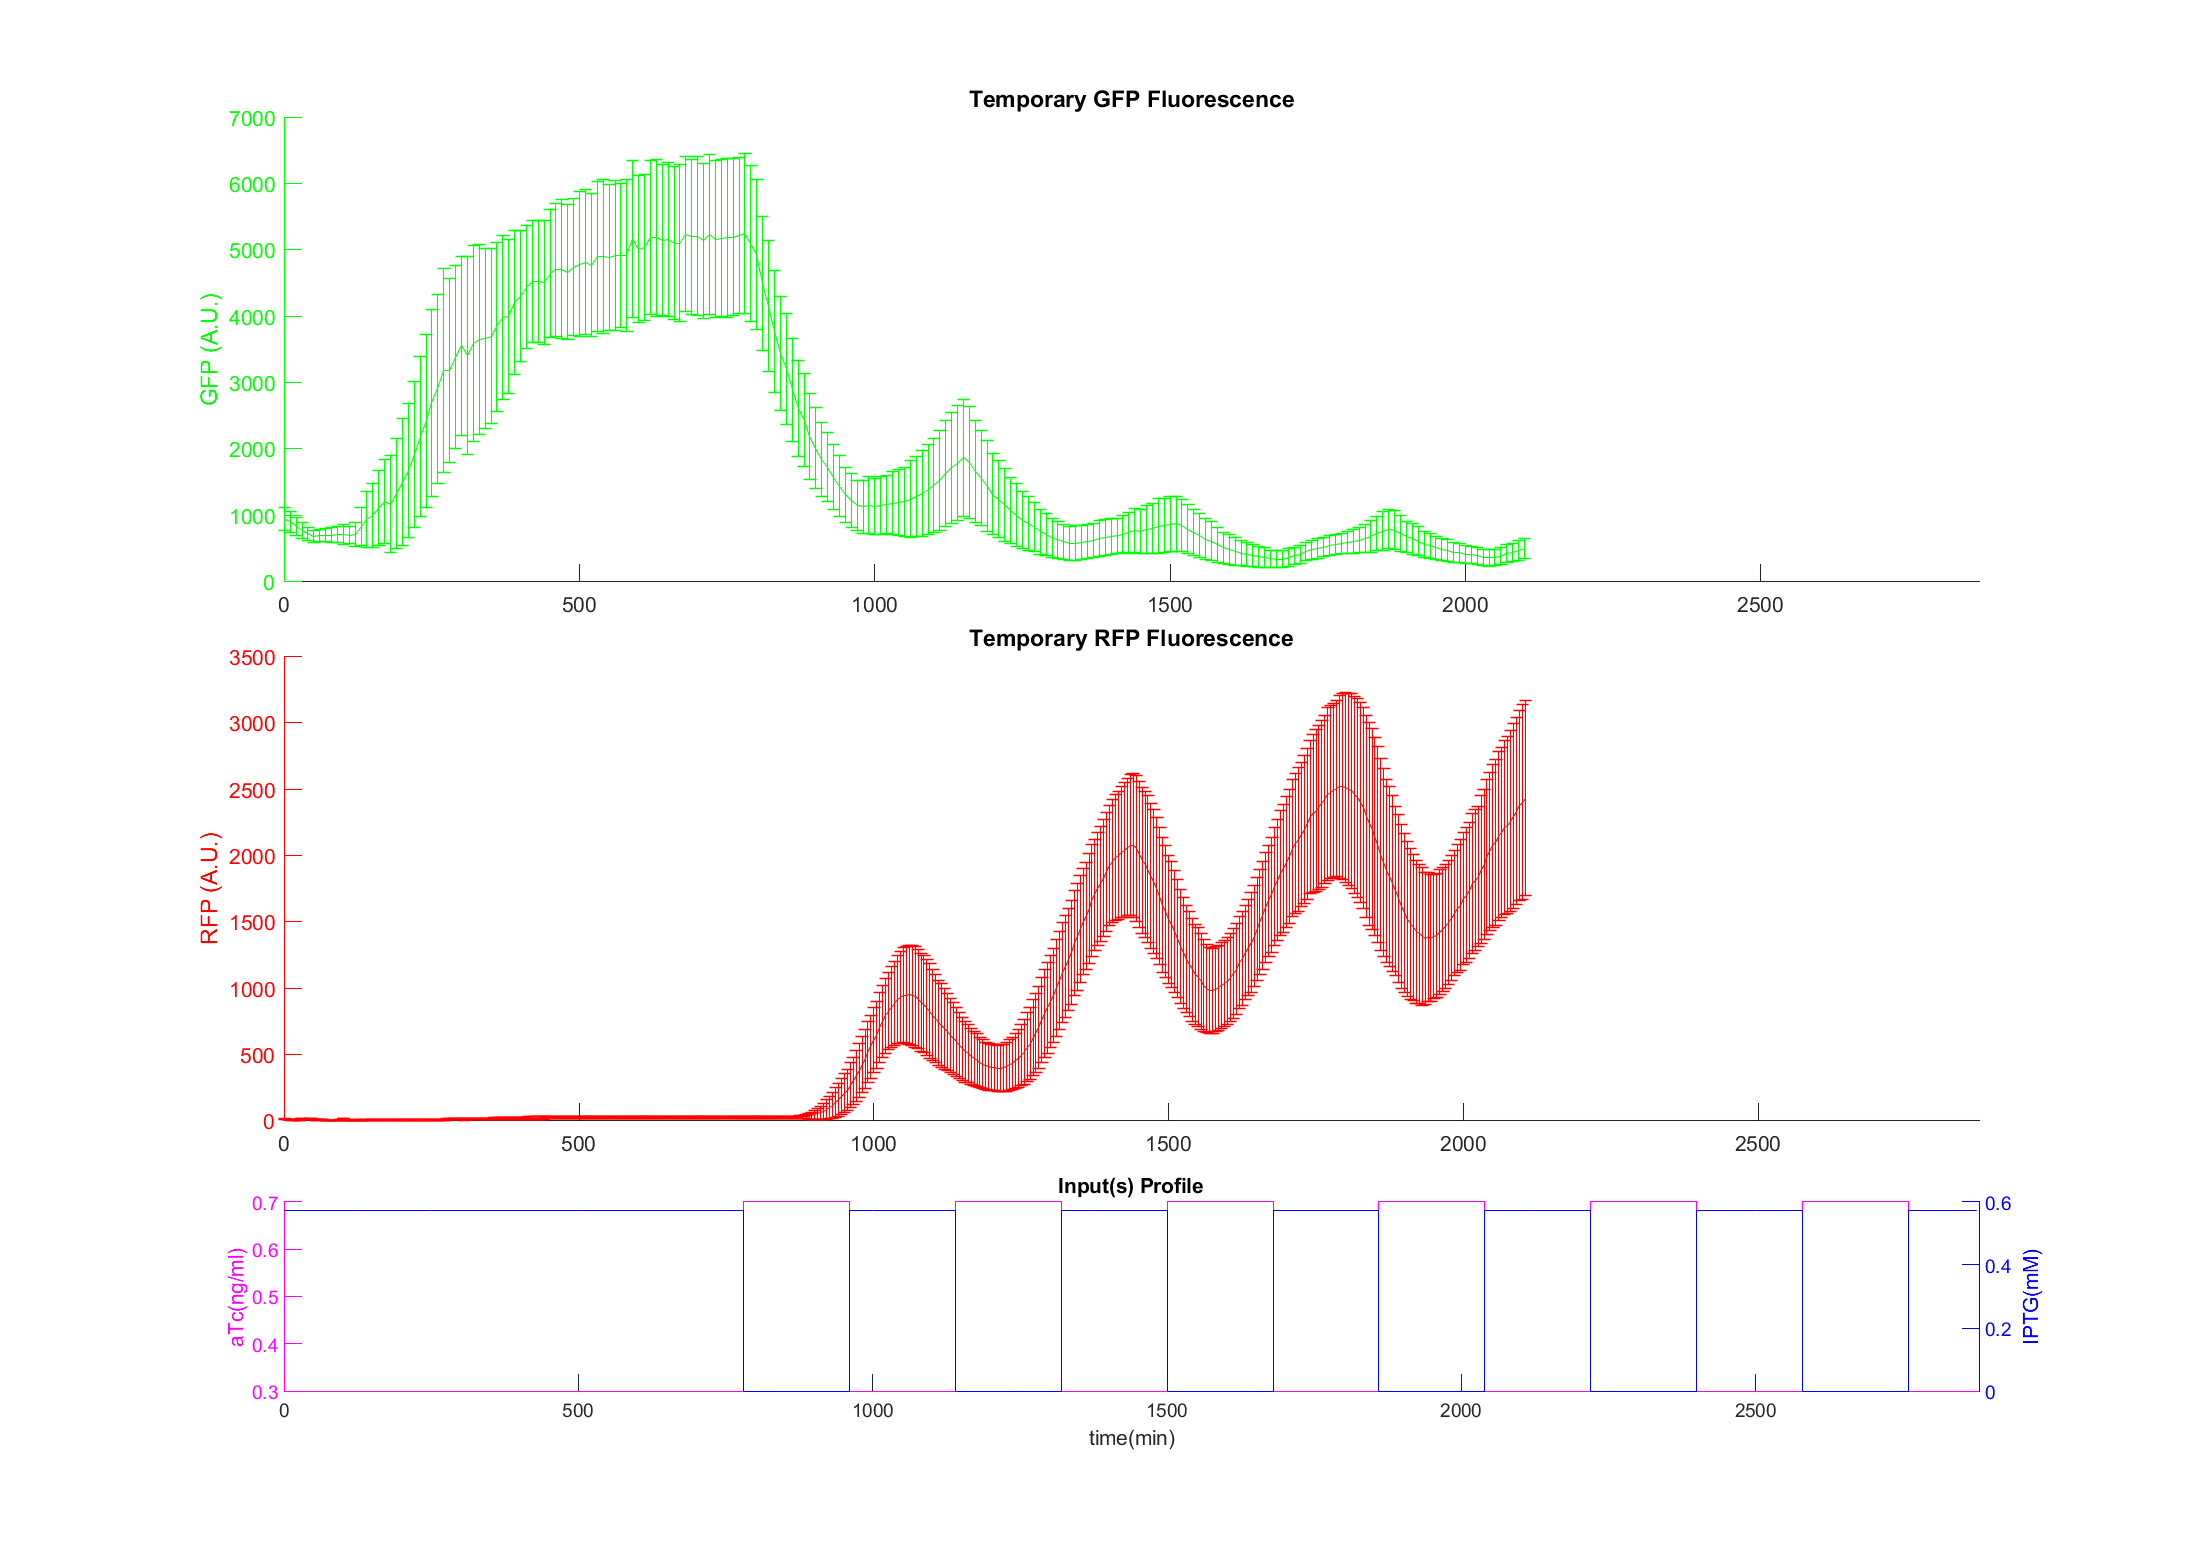 Temporary GFP Fluorescence
7000
6000
5000
4000
3000
2000
1000
0
GFP (A.U.)
0 500 1000 1500 2000 2500
Temporary RFP Fluorescence
3500
3000
2500
2000
1500
1000
500
0
RFP (A.U.)
0 500 1000 1500 2000 2500
Input(s) Profile
0.7
0.6
0.5
0.4
0.3
aTc(ng/ml)
0.6
0.4
0.2
0
IPTG(mM)
0 500 1000 1500 2000 2500
time(min)